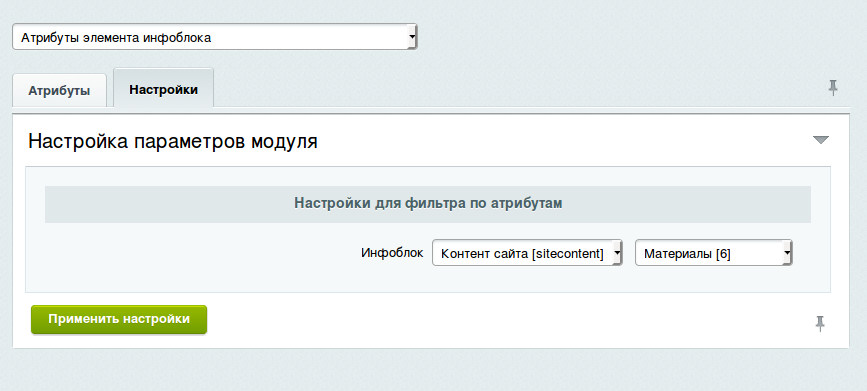 Атрибуты элемента инфоблока
Атрибуты Настройки
Настройка параметров модуля
Настройки для фильтра по атрибутам
Инфоблок Контент сайта [sitecontent] Материалы [6]
Применить настройки